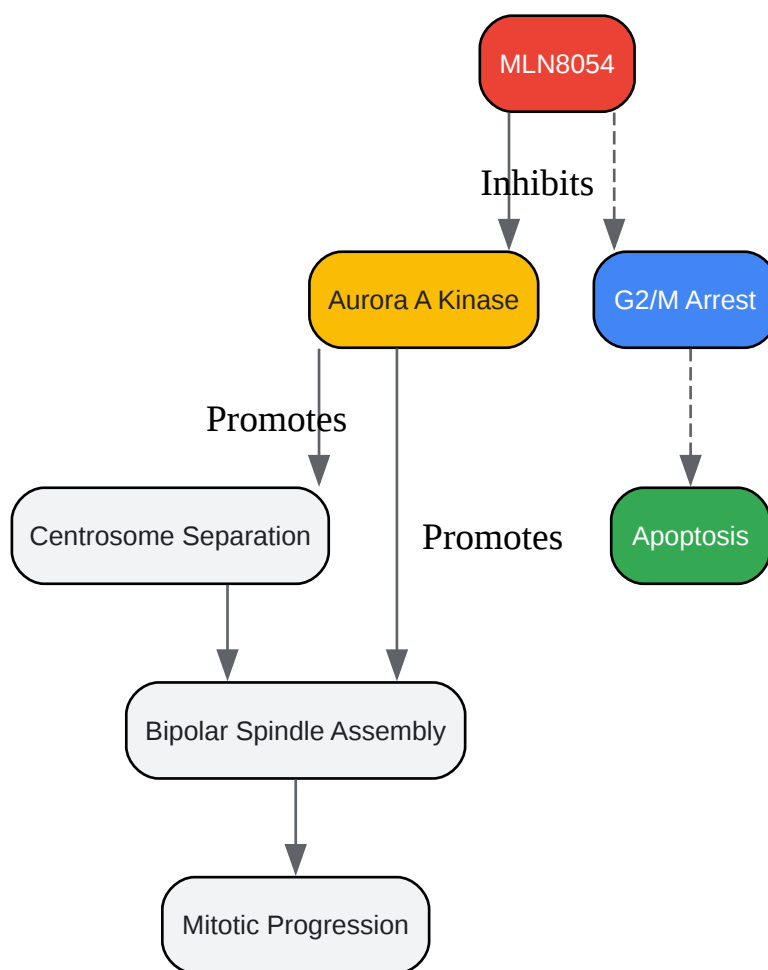 MLN8054
Inhibits
Aurora A Kinase
G2/M Arrest
Promotes
Centrosome Separation
Promotes
Apoptosis
Bipolar Spindle Assembly
Mitotic Progression